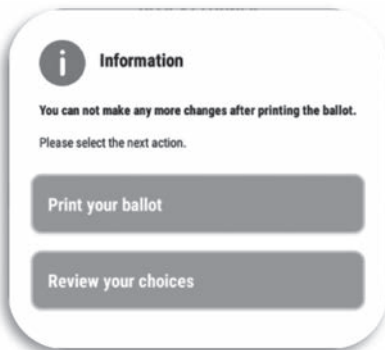 Information
You can not make any more changes after printing the ballot.
Please select the next action.
Print your ballot
Review your choices